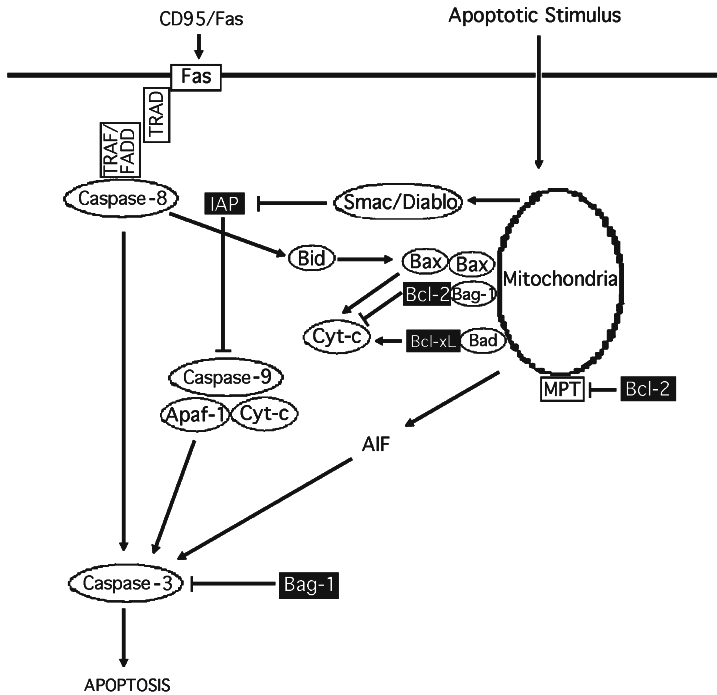 CD95/Fas
Apoptotic Stimulus
Fas
TRAD
TRAF/
FADD
Caspase-8
IAP
Smac/Diablo
Bid
Bax
Bax
Mitochondria
Bcl-2
Bag-1
Cyt-c
Bcl-xL
Bad
Caspase-9
MPT
Bcl-2
Apaf-1
Cyt-c
AIF
Caspase-3
Bag-1
APOPTOSIS